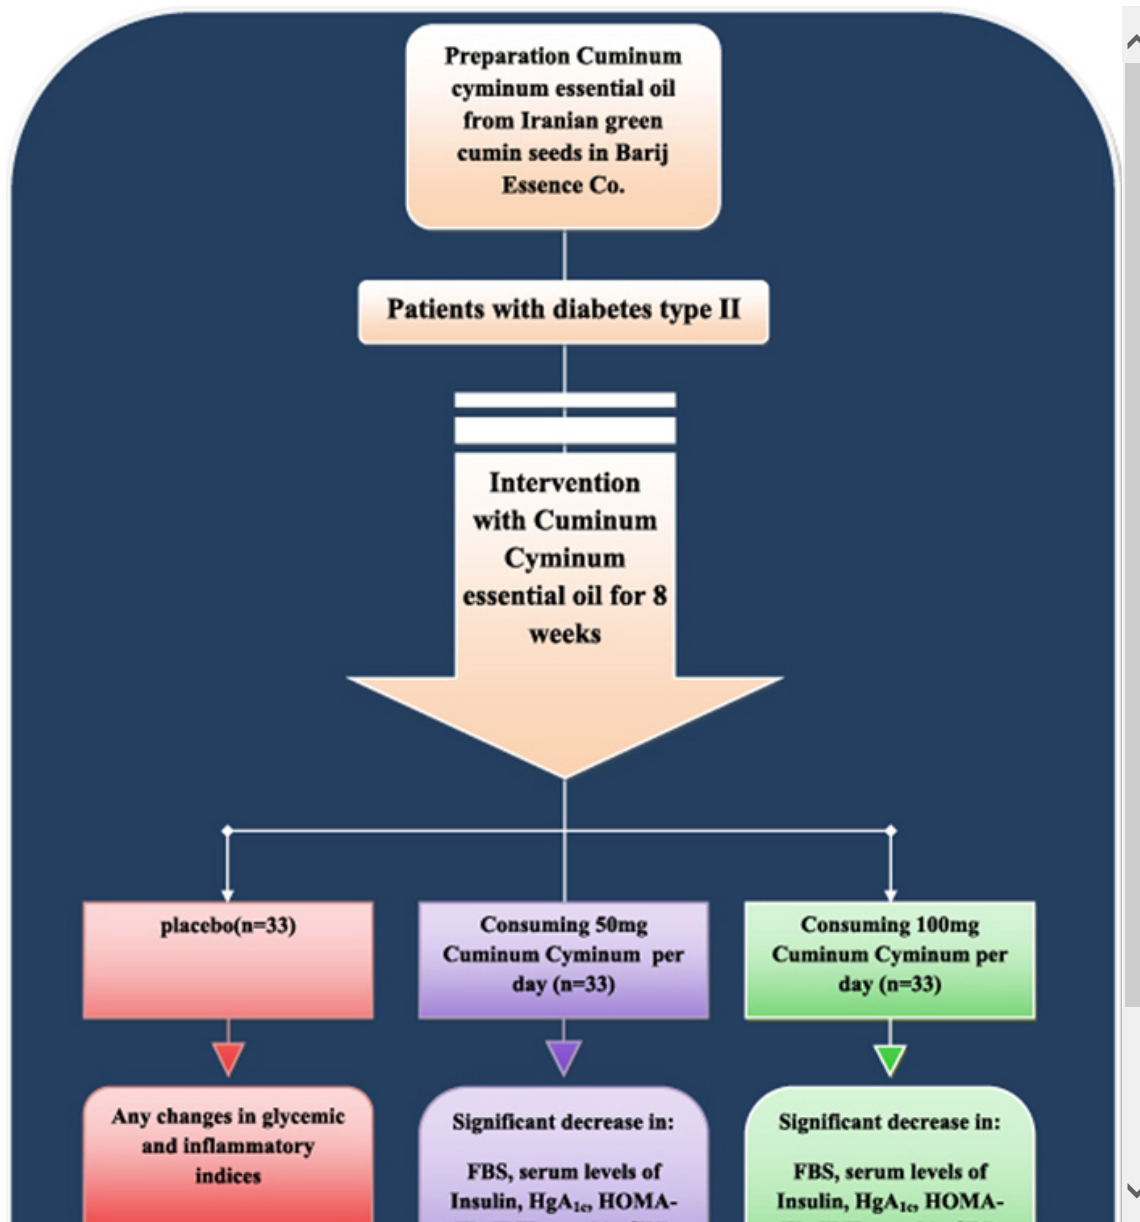 Preparation Cuminum
cyminum essential oil
from Iranian green
cumin seeds in Barij
Essence Co.
Patients with diabetes type II
Intervention
with Cuminum
Cyminum
essential oil for 8
weeks
placebo(n=33)
Consuming 50mg
Cuminum Cyminum per
day (n=33)
Consuming 100mg
Cuminum Cyminum per
day (n=33)
Any changes in glycemic
and inflammatory
indices
Significant decrease in:
FBS, serum levels of
Insulin, HgA1c, HOMA-
Significant decrease in:
FBS, serum levels of
Insulin, HgA1c, HOMA-